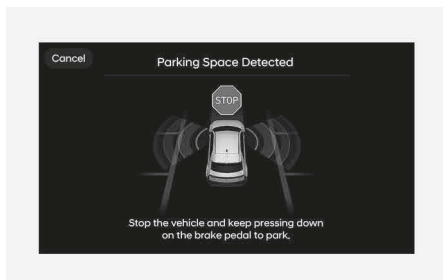 Cancel
Parking Space Detected
STOP
Stop the vehicle and keep pressing down
on the brake pedal to park.